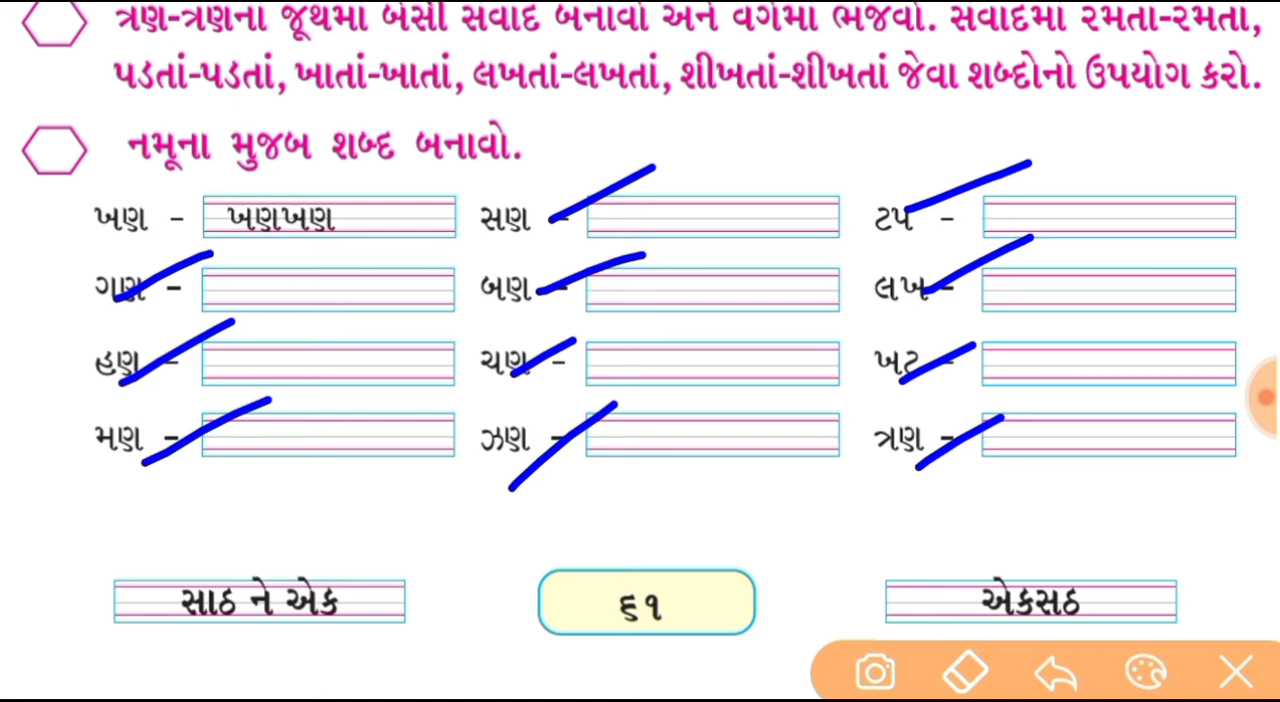 ત્રણ-ત્રણના જૂથમાં બેસી સંવાદ બનાવો અને વર્ગમાં ભજવો. સંવાદમાં રમતાં-રમતાં,
પડતાં-પડતાં, ખાતાં-ખાતાં, લખતાં-લખતાં, શીખતાં-શીખતાં જેવા શબ્દોનો ઉપયોગ કરો.
નમૂના મુજબ શબ્દ બનાવો.
ખણ - ખણખણ સણ - ટપ -
ગણ - બણ - લખ -
હણ - ચણ - ખટ -
મણ - ઝણ - ત્રણ -
સાઠ ને એક ૬૧ એકસઠ